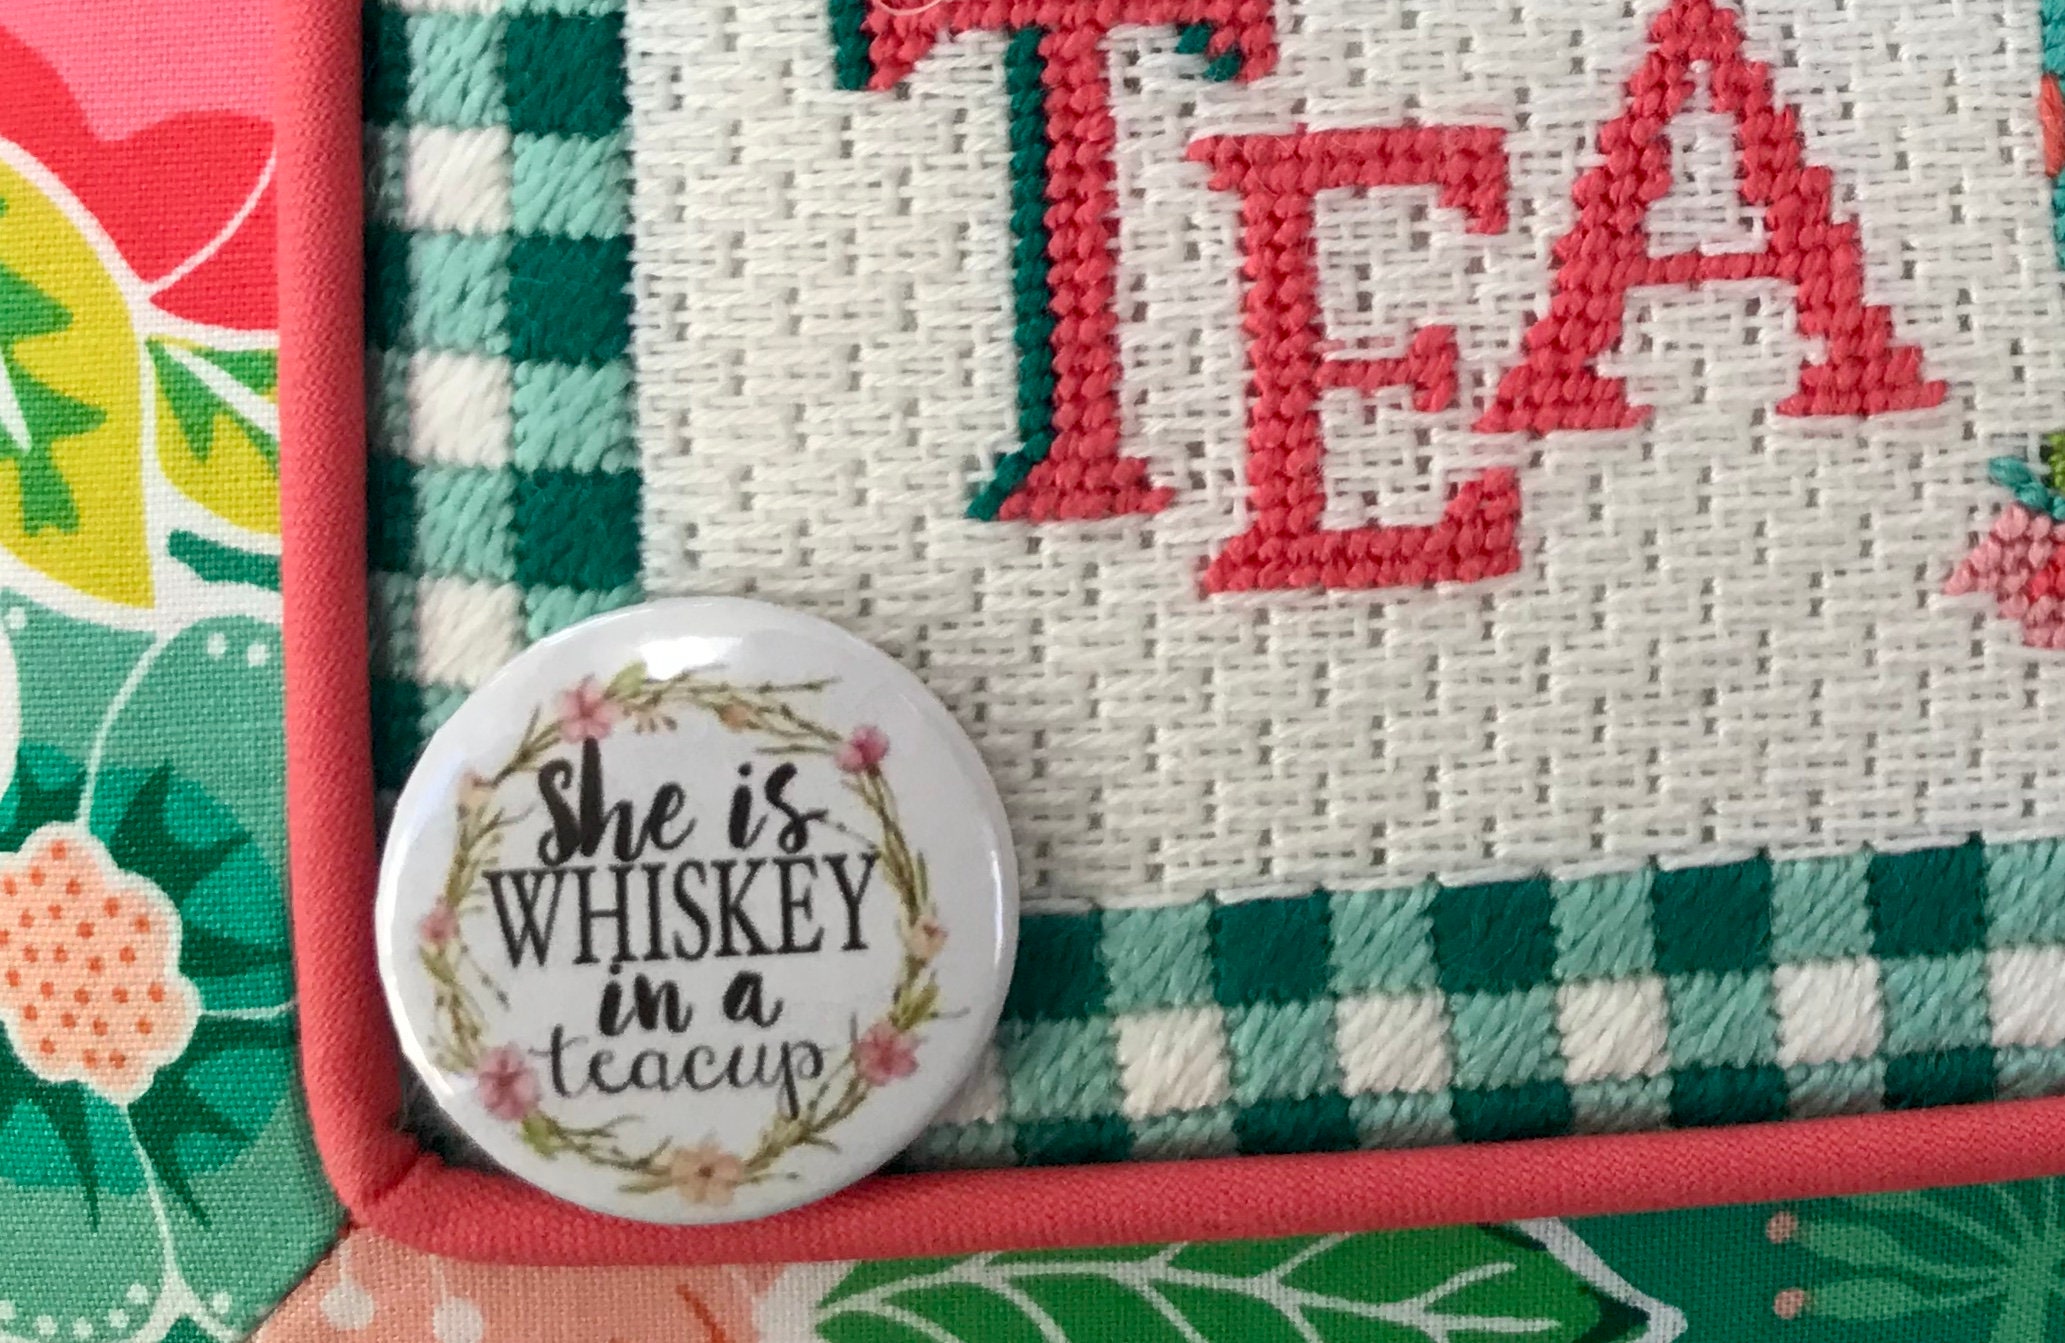 TEA
she is
WHISKEY
in a
teacup